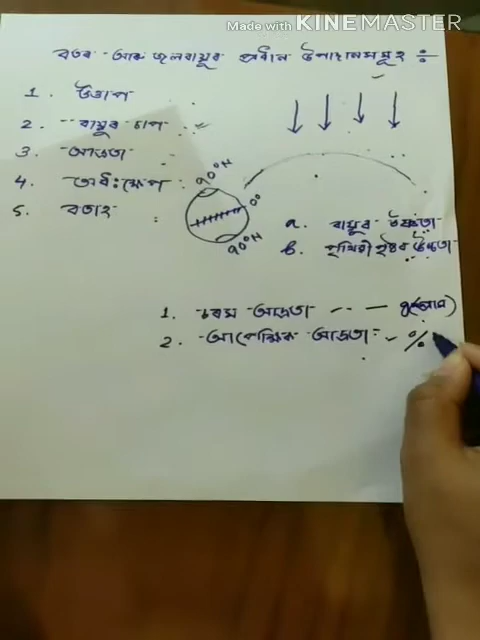 Made with KINEMASTER
বতৰ আৰু জলবায়ুৰ প্ৰধান উপাদানসমূহ ÷
1. উত্তাপ
2. বায়ুৰ চাপ
3. আৰ্দ্ৰতা
4. অধঃক্ষেপ
5. বতাহ
90°N
0°
90°N
a. বায়ুৰ উষ্ণতা
b. পৃথিৱী পৃষ্ঠৰ উষ্ণতা
1. চৰম আৰ্দ্ৰতা
2. আপেক্ষিক আৰ্দ্ৰতা - %